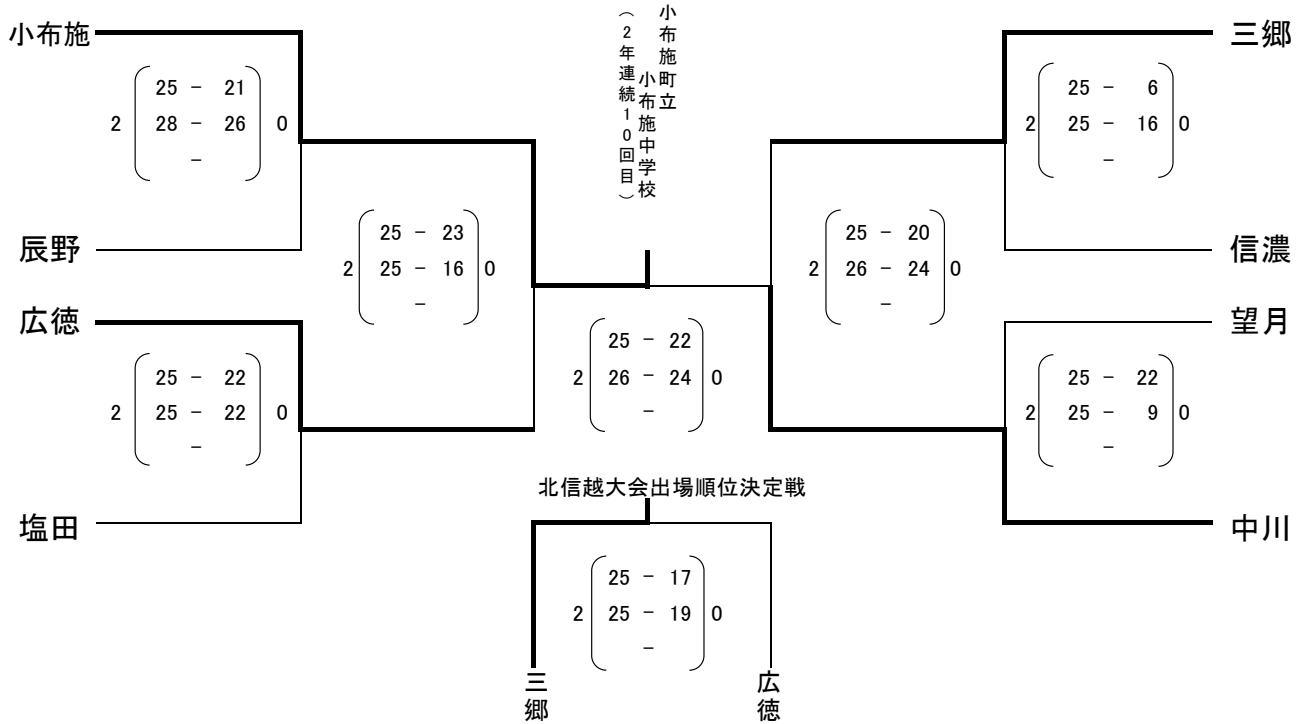 小布施町立
小布施中学校
（２年連続１０回目）
小布施
2 25 - 21 0
28 - 26
-
辰野
2 25 - 23 0
25 - 16
-
広徳
2 25 - 22 0
25 - 22
-
塩田
2 25 - 22 0
26 - 24
-
三郷
2 25 - 6 0
25 - 16
-
信濃
2 25 - 20 0
26 - 24
-
望月
2 25 - 22 0
25 - 9
-
中川
北信越大会出場順位決定戦
2 25 - 17 0
25 - 19
-
三郷
広徳